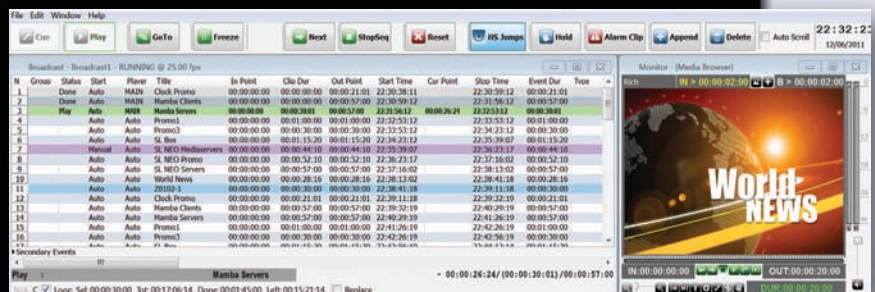 File Edit Window Help
Cue Play GoTo Freeze Next StopSeq Reset HS Jumps Hold Alarm Clip Append Delete Auto Scroll 22:32:2
12/06/2011
Broadcast - Broadcast1 - RUNNING @ 25.00 fps
Monitor - [Media Browser]
N Group Status Start Player Title In Point Clip Dur Out Point Start Time Cur Point Stop Time Event Dur Type
1 Done Auto MAIN Clock Promo 00:00:00:00 00:00:00:00 00:00:21:01 22:30:38:11 22:30:59:12 00:00:21:01
2 Done Auto MAIN Mamba Clients 00:00:00:00 00:00:00:00 00:00:57:00 22:30:59:12 22:31:56:12 00:00:57:00
3 Play Auto MAIN Mamba Servers 00:00:00:00 00:00:30:01 00:00:57:00 22:31:56:12 00:00:26:24 22:32:53:12 00:00:30:01
4 Auto Auto Promo1 00:00:00:00 00:01:00:00 00:01:00:00 22:32:53:12 22:33:53:12 00:01:00:00
5 Auto Auto Promo3 00:00:00:00 00:00:30:00 00:00:30:00 22:33:53:12 22:34:23:12 00:00:30:00
6 Auto Auto SL Box 00:00:00:00 00:01:15:20 00:01:15:20 22:34:23:12 22:35:39:07 00:01:15:20
7 Manual Auto SL NEO Mediaservers 00:00:00:00 00:00:44:10 00:00:44:10 22:35:39:07 22:36:23:17 00:00:44:10
8 Auto Auto SL NEO Promo 00:00:00:00 00:00:52:10 00:00:52:10 22:36:23:17 22:37:16:02 00:00:52:10
9 Auto Auto SL NEO Servers 00:00:00:00 00:00:57:00 00:00:57:00 22:37:16:02 22:38:13:02 00:00:57:00
10 Auto Auto World News 00:00:00:00 00:00:28:16 00:00:28:16 22:38:13:02 22:38:41:18 00:00:28:16
11 Auto Auto Z0102-1 00:00:00:00 00:00:30:00 00:00:30:00 22:38:41:18 22:39:11:18 00:00:30:00
12 Auto Auto Clock Promo 00:00:00:00 00:00:21:01 00:00:21:01 22:39:11:18 22:39:32:19 00:00:21:01
13 Auto Auto Mamba Clients 00:00:00:00 00:00:57:00 00:00:57:00 22:39:32:19 22:40:29:19 00:00:57:00
14 Auto Auto Mamba Servers 00:00:00:00 00:00:57:00 00:00:57:00 22:40:29:19 22:41:26:19 00:00:57:00
15 Auto Auto Promo1 00:00:00:00 00:01:00:00 00:01:00:00 22:41:26:19 22:42:26:19 00:01:00:00
16 Auto Auto Promo3 00:00:00:00 00:00:30:00 00:00:30:00 22:42:26:19 22:42:56:19 00:00:30:00
Secondary Events
Play : Mamba Servers - 00:00:26:24/(00:00:30:01)/00:00:57:00
N/A C Loop Sel:00:00:30:00 Tot:00:17:06:14 Done:00:01:45:00 Left:00:15:21:14 Replace
Rich IN > 00:00:02:00 B > 00:00:02:00
World
NEWS
IN:00:00:00:00 OUT:00:00:20:00
DUR:00:00:20:00